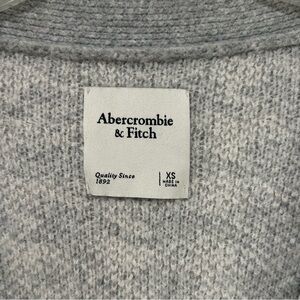 Abercrombie
& Fitch
Quality Since
1892
XS
MADE IN
CHINA